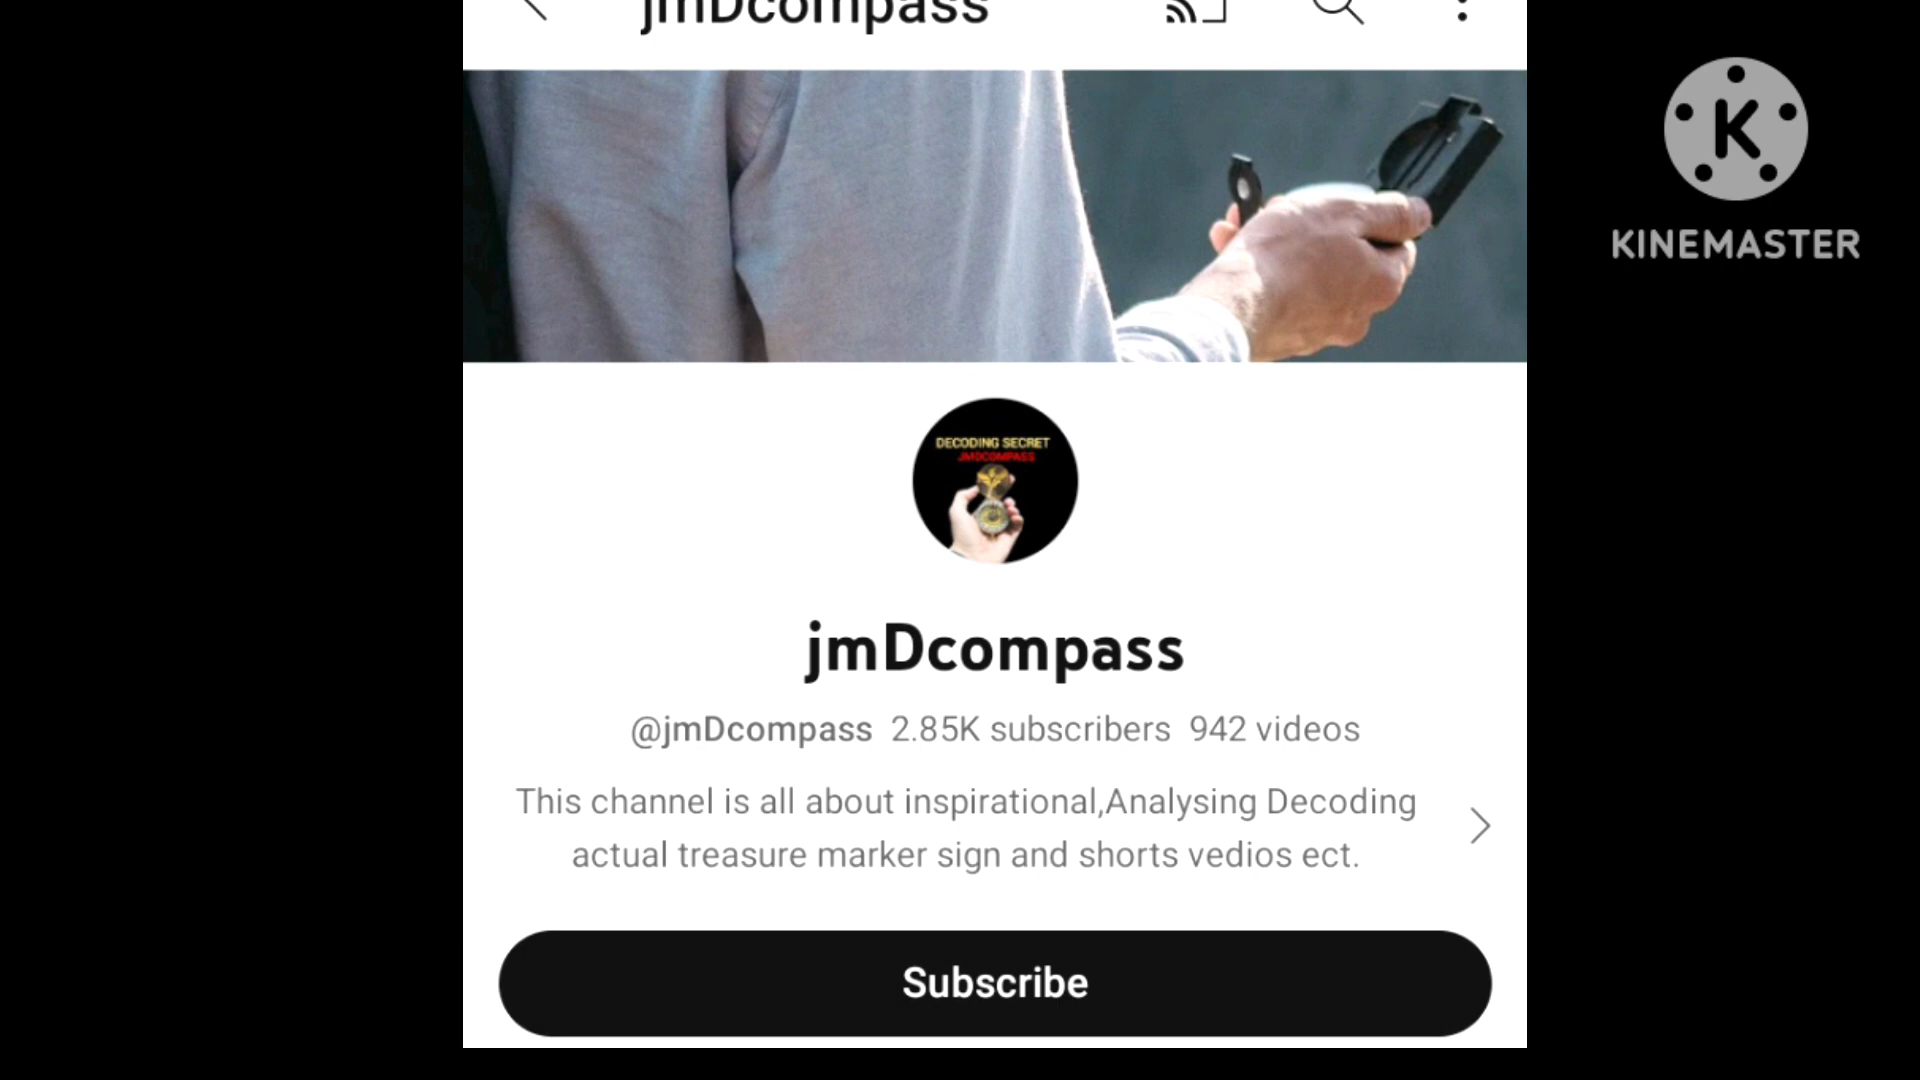 jmDcompass
K
KINEMASTER
DECODING SECRET
JMDCOMPASS
jmDcompass
@jmDcompass 2.85K subscribers 942 videos
This channel is all about inspirational,Analysing Decoding
actual treasure marker sign and shorts vedios ect.
Subscribe